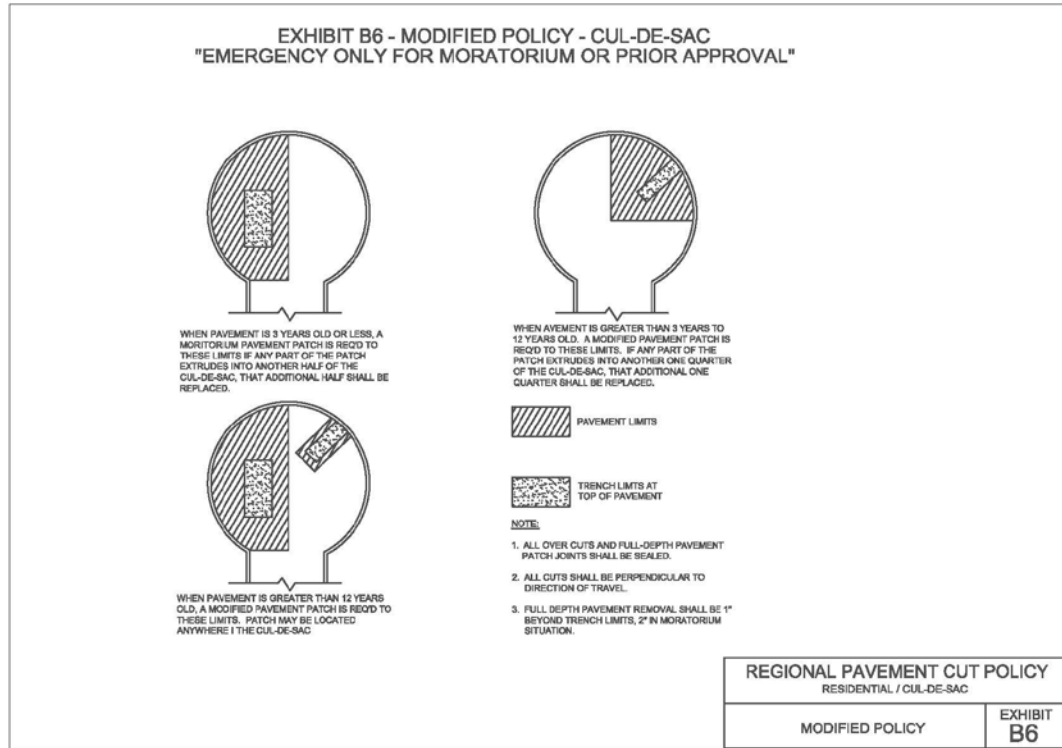 EXHIBIT B6 - MODIFIED POLICY - CUL-DE-SAC
"EMERGENCY ONLY FOR MORATORIUM OR PRIOR APPROVAL"
WHEN PAVEMENT IS 3 YEARS OLD OR LESS, A
MORITORIUM PAVEMENT PATCH IS REQ'D TO
THESE LIMITS IF ANY PART OF THE PATCH
EXTRUDES INTO ANOTHER HALF OF THE
CUL-DE-SAC, THAT ADDITIONAL HALF SHALL BE
REPLACED.
WHEN AVEMENT IS GREATER THAN 3 YEARS TO
12 YEARS OLD. A MODIFIED PAVEMENT PATCH IS
REQ'D TO THESE LIMITS. IF ANY PART OF THE
PATCH EXTRUDES INTO ANOTHER ONE QUARTER
OF THE CUL-DE-SAC, THAT ADDITIONAL ONE
QUARTER SHALL BE REPLACED.
WHEN PAVEMENT IS GREATER THAN 12 YEARS
OLD, A MODIFIED PAVEMENT PATCH IS REQ'D TO
THESE LIMITS. PATCH MAY BE LOCATED
ANYWHERE I THE CUL-DE-SAC
PAVEMENT LIMITS
TRENCH LIMTS AT
TOP OF PAVEMENT
NOTE:
1. ALL OVER CUTS AND FULL-DEPTH PAVEMENT
PATCH JOINTS SHALL BE SEALED.
2. ALL CUTS SHALL BE PERPENDICULAR TO
DIRECTION OF TRAVEL.
3. FULL DEPTH PAVEMENT REMOVAL SHALL BE 1"
BEYOND TRENCH LIMITS, 2" IN MORATORIUM
SITUATION.
REGIONAL PAVEMENT CUT POLICY
RESIDENTIAL / CUL-DE-SAC
MODIFIED POLICY
EXHIBIT
B6